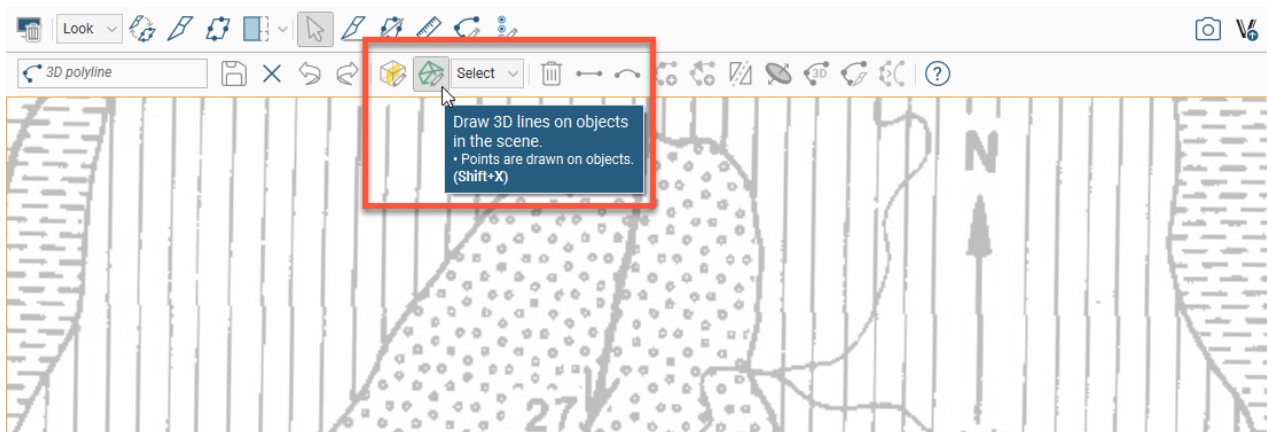 Look
3D polyline
Select
3D
?
Draw 3D lines on objects
in the scene.
• Points are drawn on objects.
(Shift+X)
N
27